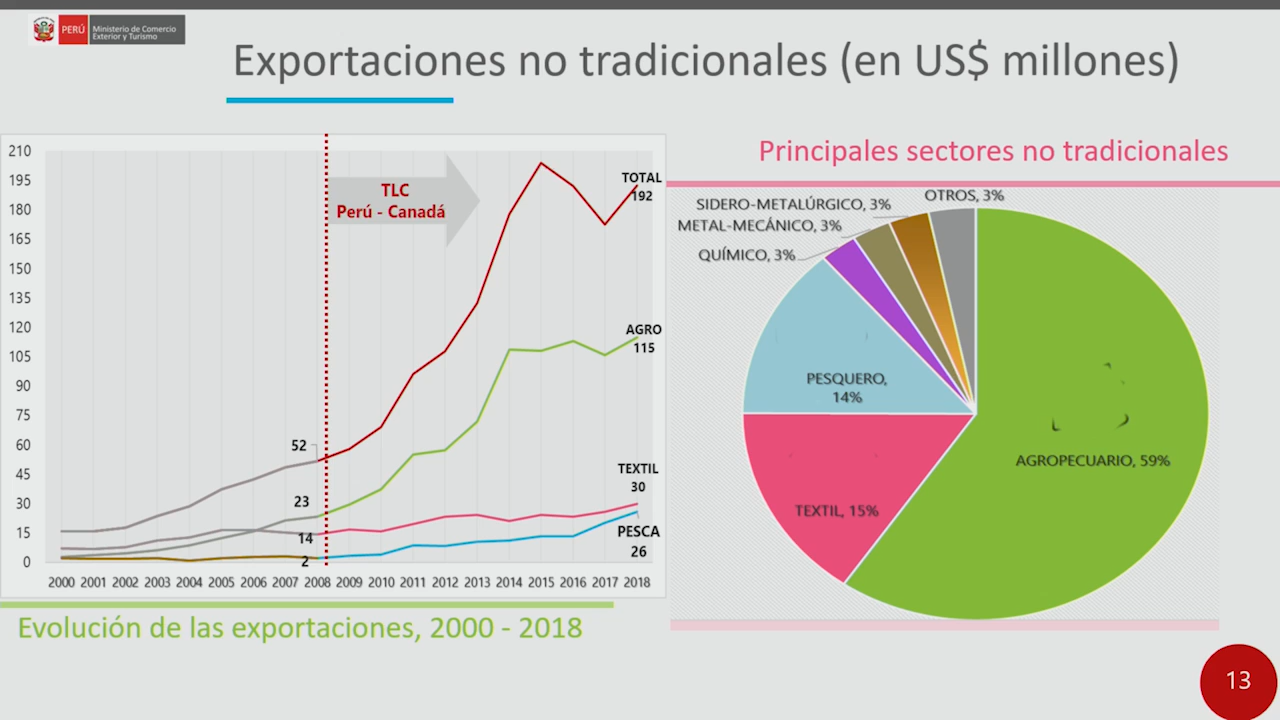 PERÚ
Ministerio de Comercio
Exterior y Turismo
Exportaciones no tradicionales (en US$ millones)
210
195
180
165
150
135
120
105
90
75
60
45
30
15
0
TLC
Perú - Canadá
TOTAL
192
AGRO
115
TEXTIL
30
PESCA
26
52
23
14
2
2000 2001 2002 2003 2004 2005 2006 2007 2008 2009 2010 2011 2012 2013 2014 2015 2016 2017 2018
Evolución de las exportaciones, 2000 - 2018
Principales sectores no tradicionales
OTROS, 3%
SIDERO-METALÚRGICO, 3%
METAL-MECÁNICO, 3%
QUÍMICO, 3%
PESQUERO,
14%
AGROPECUARIO, 59%
TEXTIL, 15%
13